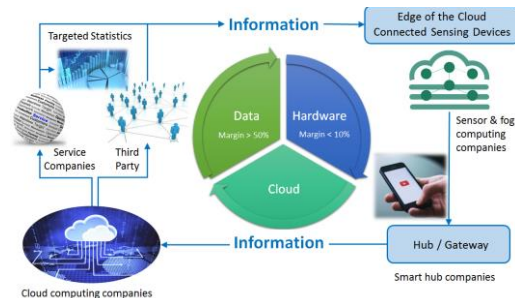 Targeted Statistics
Information
Edge of the Cloud
Connected Sensing Devices
Data
Margin > 50%
Hardware
Margin < 10%
Cloud
Service
Companies
Third
Party
Sensor & fog
computing
companies
Information
Hub / Gateway
Smart hub companies
Cloud computing companies